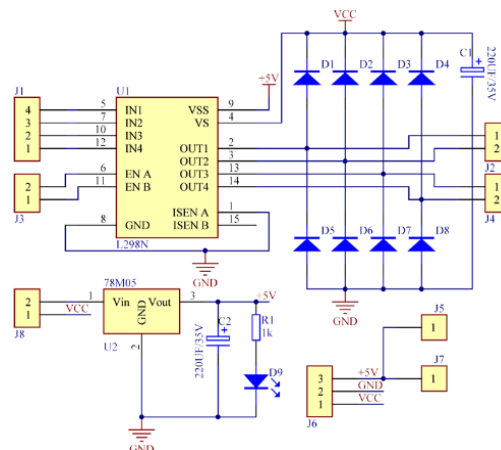 VCC
D1 D2 D3 D4 C1
220UF/35V
+5V
J1 U1
4 5 IN1 VSS 9
3 7 IN2 VS 4
2 10 IN3
1 12 IN4 OUT1 2 1
OUT2 3 2
2 6 EN A OUT3 13 J2
1 11 EN B OUT4 14 1
2
J3 J4
8 GND ISEN A 1
ISEN B 15
D5 D6 D7 D8
L298N
GND
78M05
GND
2 1 Vin Vout 3 +5V
1 VCC GND
J8 U2 2
C2 R1
220UF/35V 1k
D9
GND
J5
1
J7
3 +5V 1
2 GND
1 VCC
J6